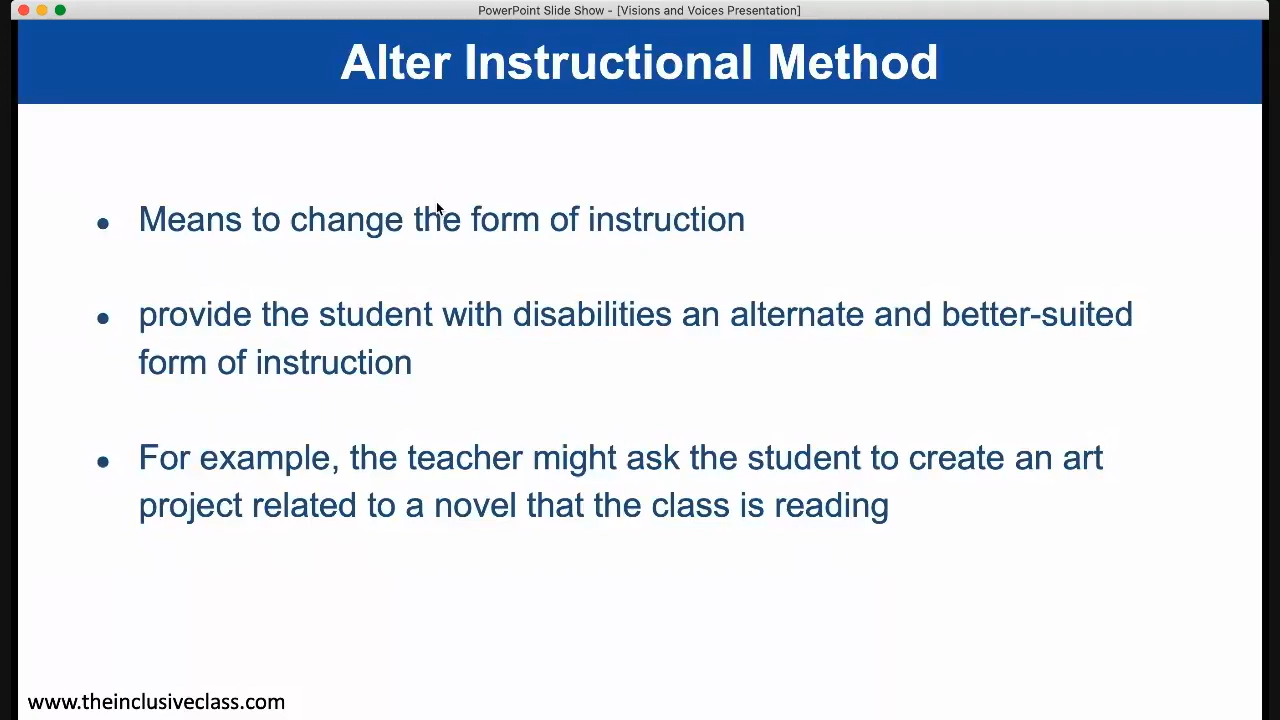 PowerPoint Slide Show - [Visions and Voices Presentation]
Alter Instructional Method
• Means to change the form of instruction
• provide the student with disabilities an alternate and better-suited
form of instruction
• For example, the teacher might ask the student to create an art
project related to a novel that the class is reading
www.theinclusiveclass.com